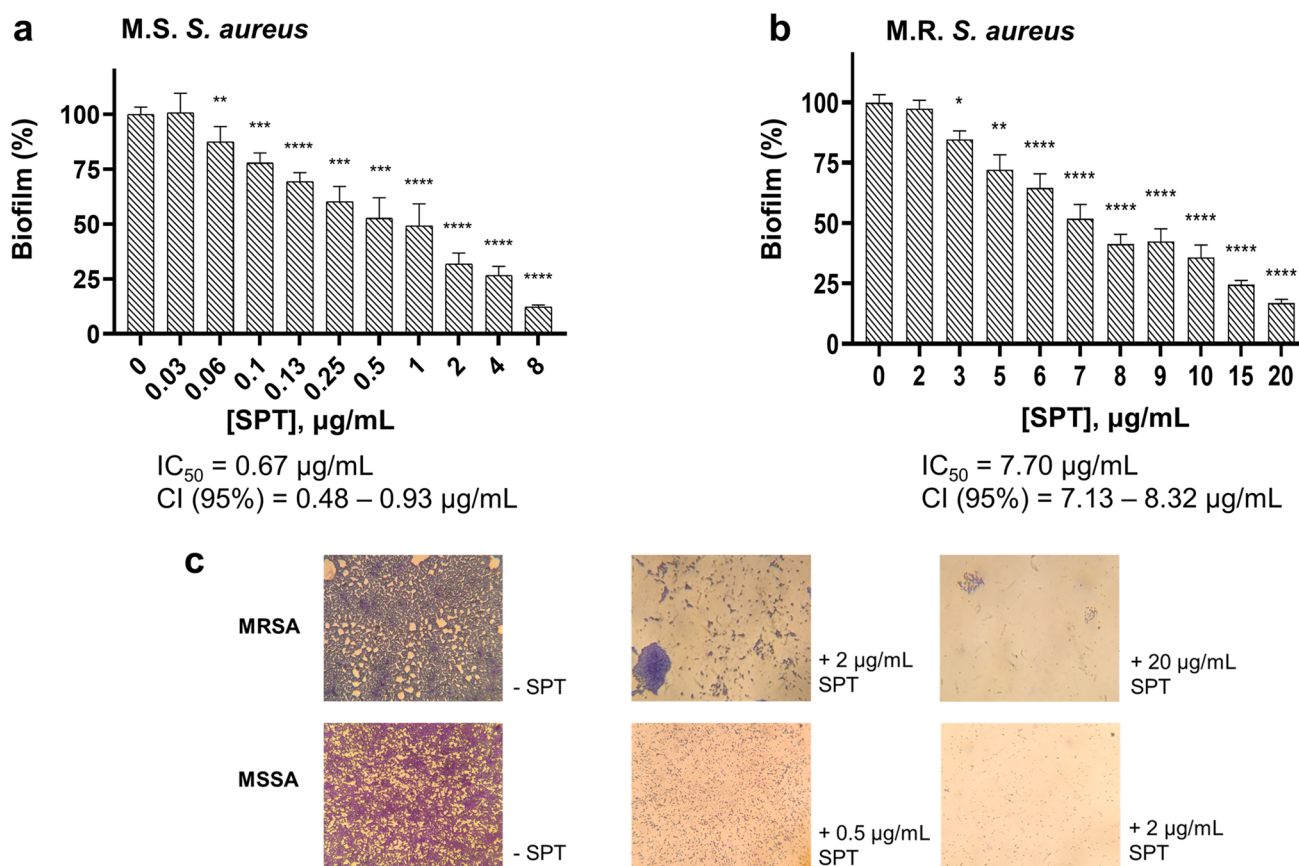 a
M.S. S. aureus
Biofilm (%)
100
75
50
25
0
**
***
****
***
***
****
****
****
****
0 0.03 0.06 0.1 0.13 0.25 0.5 1 2 4 8
[SPT], µg/mL
IC50 = 0.67 µg/mL
CI (95%) = 0.48 – 0.93 µg/mL
b
M.R. S. aureus
Biofilm (%)
100
75
50
25
0
*
**
****
****
****
****
****
****
****
0 2 3 5 6 7 8 9 10 15 20
[SPT], µg/mL
IC50 = 7.70 µg/mL
CI (95%) = 7.13 – 8.32 µg/mL
c
MRSA
- SPT
+ 2 µg/mL
SPT
+ 20 µg/mL
SPT
MSSA
- SPT
+ 0.5 µg/mL
SPT
+ 2 µg/mL
SPT